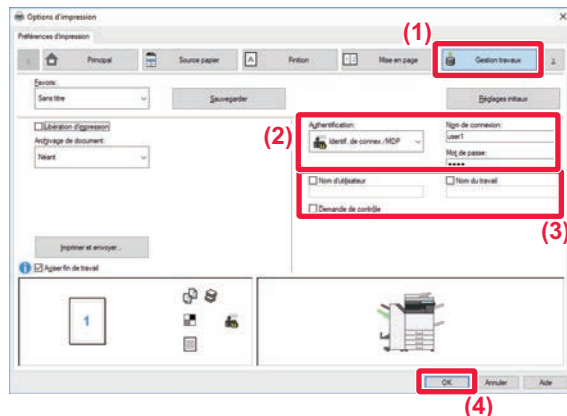 Options d'impression
Préférences d'impression
(1)
Principal
Source papier
Finition
Mise en page
Gestion travaux
Favoris:
Sans titre
Sauvegarder
Réglages initiaux
Libération d'impression
Archivage de document:
Néant
(2)
Authentification:
Identif. de connex./MDP
Nom de connexion:
user1
Mot de passe:
••••
Nom d'utilisateur
Nom du travail
Demande de contrôle
(3)
Imprimer et envoyer..
Aviser fin de travail
1
OK
Annuler
Aide
(4)